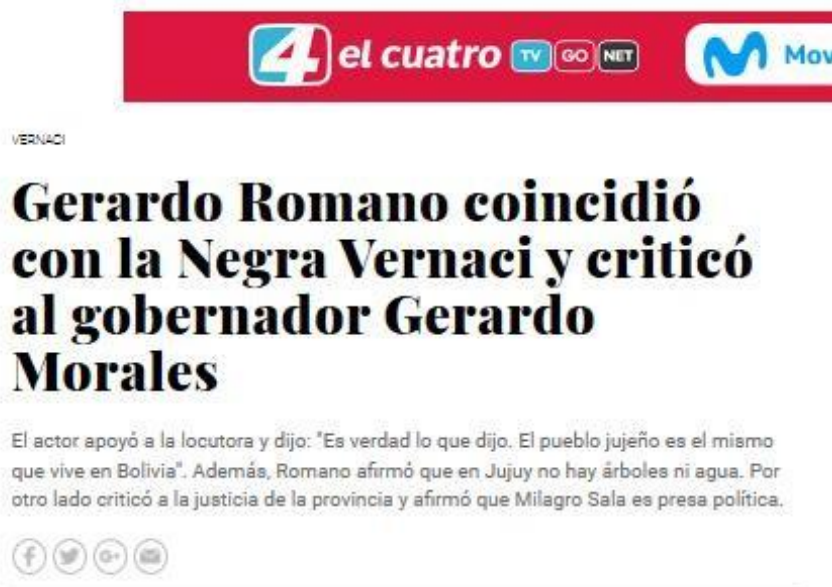 4 el cuatro TV GO NET Mov
VERNACI
Gerardo Romano coincidió
con la Negra Vernaci y criticó
al gobernador Gerardo
Morales
El actor apoyó a la locutora y dijo: "Es verdad lo que dijo. El pueblo jujeño es el mismo
que vive en Bolivia". Además, Romano afirmó que en Jujuy no hay árboles ni agua. Por
otro lado criticó a la justicia de la provincia y afirmó que Milagro Sala es presa política.
f G+